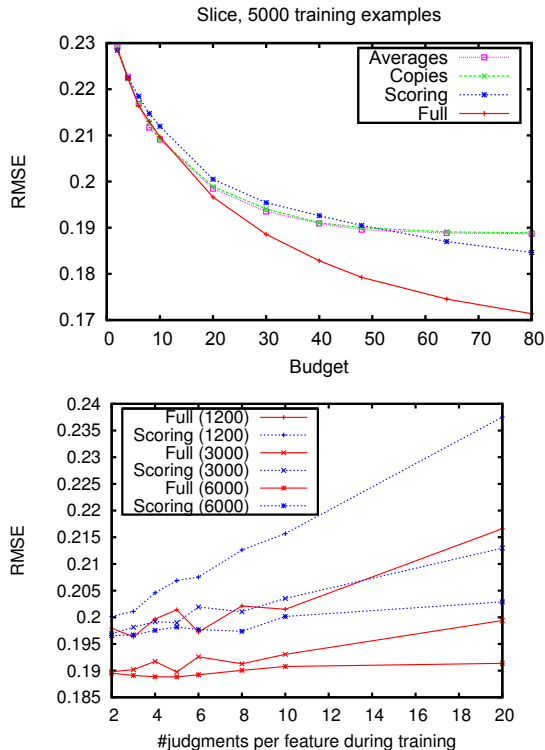 Slice, 5000 training examples
0.23
0.22
0.21
0.2
0.19
0.18
0.17
RMSE
Averages
Copies
Scoring
Full
0 10 20 30 40 50 60 70 80
Budget
0.24
0.235
0.23
0.225
0.22
0.215
0.21
0.205
0.2
0.195
0.19
0.185
RMSE
Full (1200)
Scoring (1200)
Full (3000)
Scoring (3000)
Full (6000)
Scoring (6000)
2 4 6 8 10 12 14 16 18 20
#judgments per feature during training